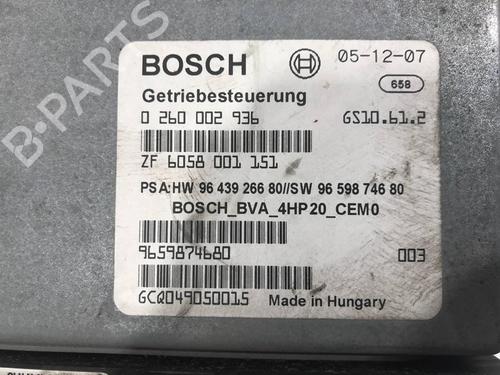 BOSCH 05-12-07
658
Getriebesteuerung
0 260 002 936 GS10.61.2
ZF 6058 001 151
PSA:HW 96 439 266 80//SW 96 598 746 80
BOSCH_BVA_4HP20_CEM0
9659874680 003
GCQ0490S0015 Made in Hungary
B-PARTS